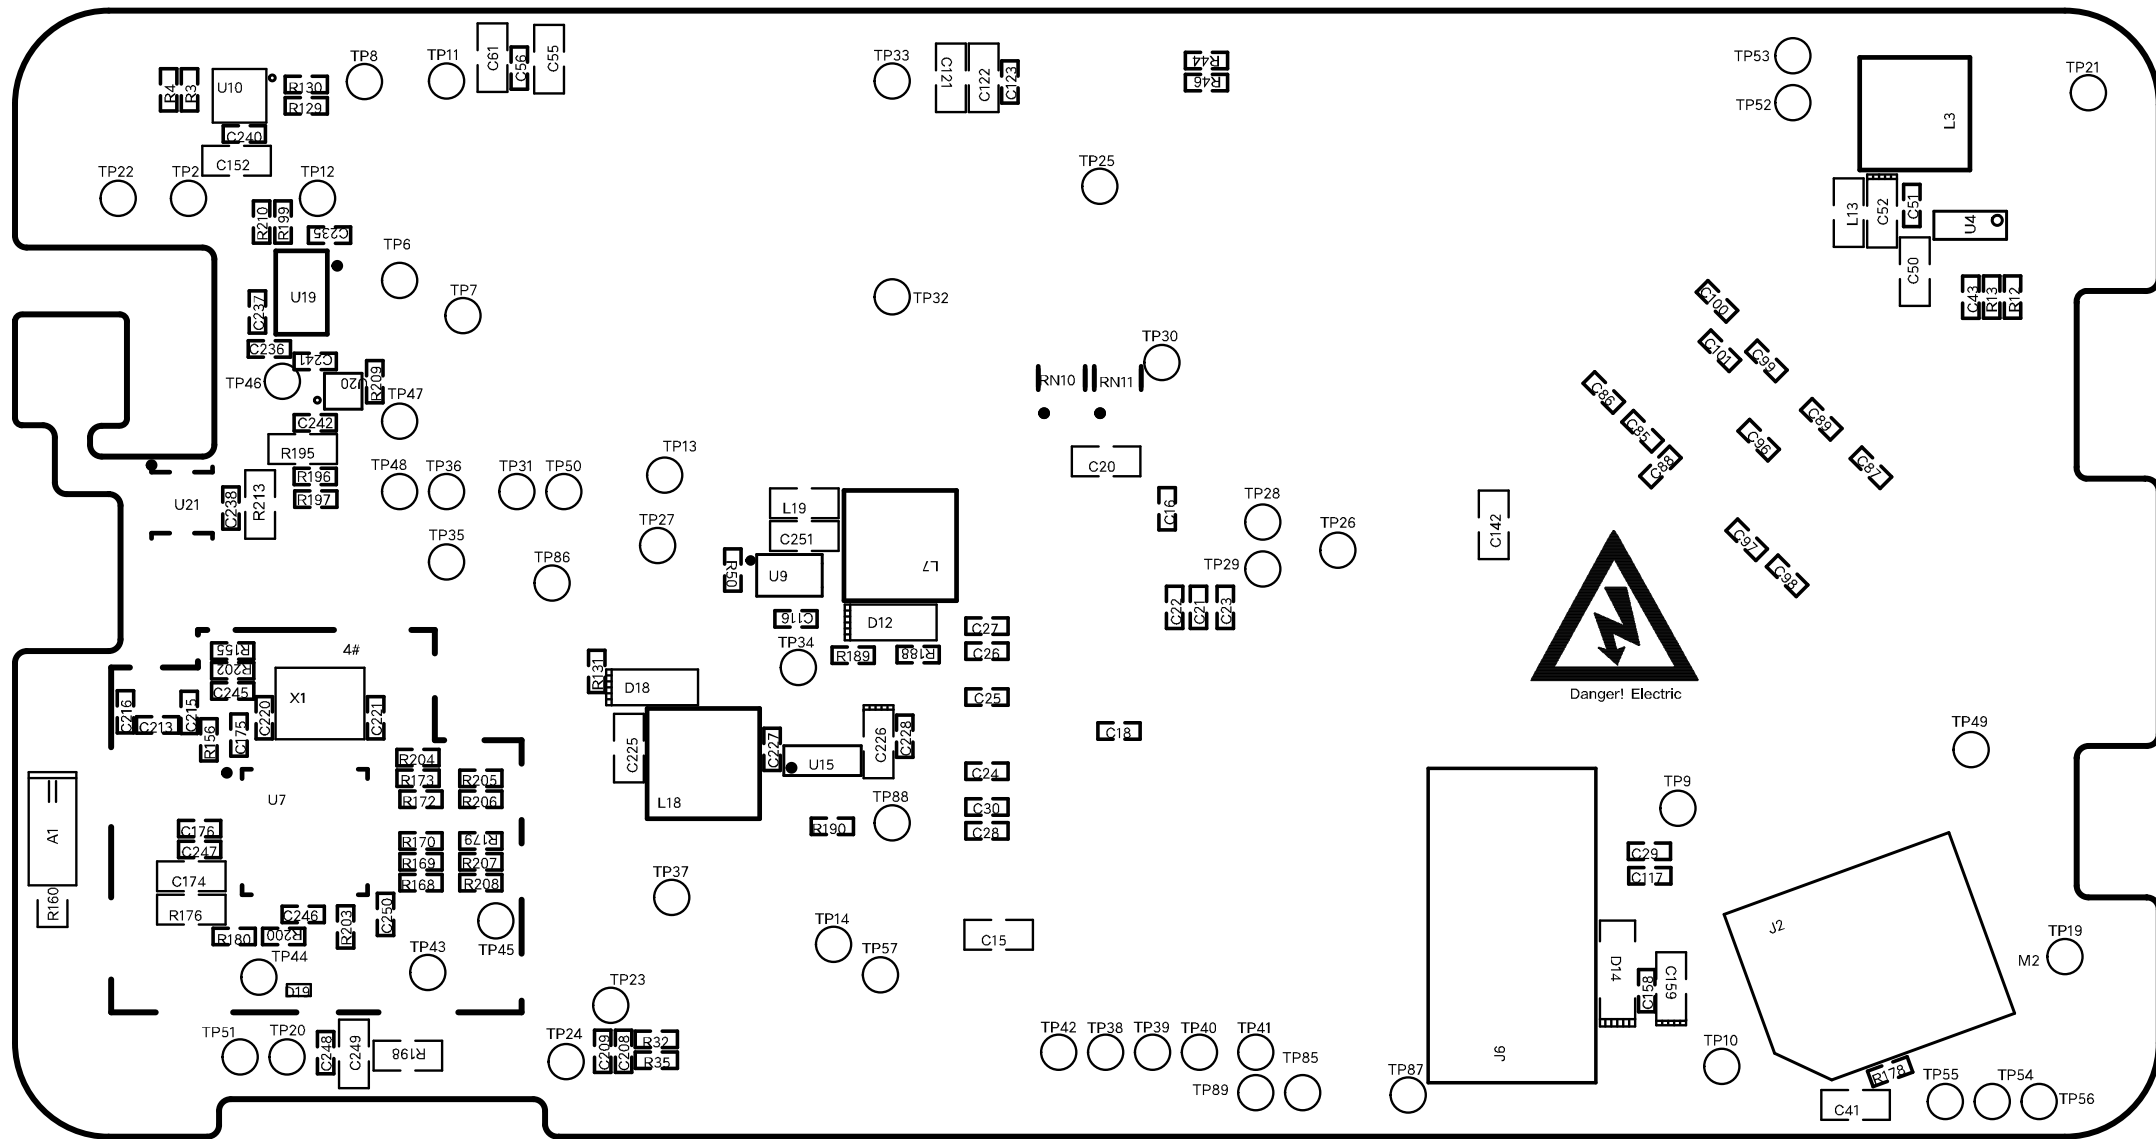 TP8
TP11
C61
C56
C55
TP33
C121
C122
C123
R44
R46
TP53
TP52
TP21
L3
R4
R3
U10
R130
R129
C240
C152
TP22
TP2
TP12
TP25
R210
R199
C235
L13
C52
C51
U4
C50
TP6
TP7
U19
C237
C236
TP32
C43
R13
R12
C100
C101
C99
TP30
RN10
RN11
C241
TP46
U20
R209
TP47
C242
C86
C85
C88
C89
C96
C87
R195
R196
R197
TP48
TP36
TP31
TP50
TP13
C20
U21
C238
R213
L19
C251
C16
TP28
TP26
C142
TP35
TP86
TP27
R50
U6
L7
TP29
C97
C98
C116
D12
C22
C21
C23
C27
C26
TP34
R189
R188
4#
R155
R202
C245
X1
C216
C213
C215
R156
C175
C220
C221
R131
D18
C25
Danger! Electric
C225
L18
C227
U15
C226
C228
C18
TP49
R204
R173
R205
R172
R206
U7
C24
C30
C28
TP88
R190
TP9
A1
C176
C247
C174
R176
R170
R179
R169
R207
R168
R208
C29
C117
TP37
R160
C246
R203
C250
R180
R200
TP45
TP44
TP43
D19
TP14
TP57
C15
D14
C158
C159
J2
TP19
M2
TP23
TP51
TP20
C248
C249
R198
TP24
C209
C208
R32
R35
TP42
TP38
TP39
TP40
TP41
TP85
TP89
TP87
J6
TP10
R178
C41
TP55
TP54
TP56